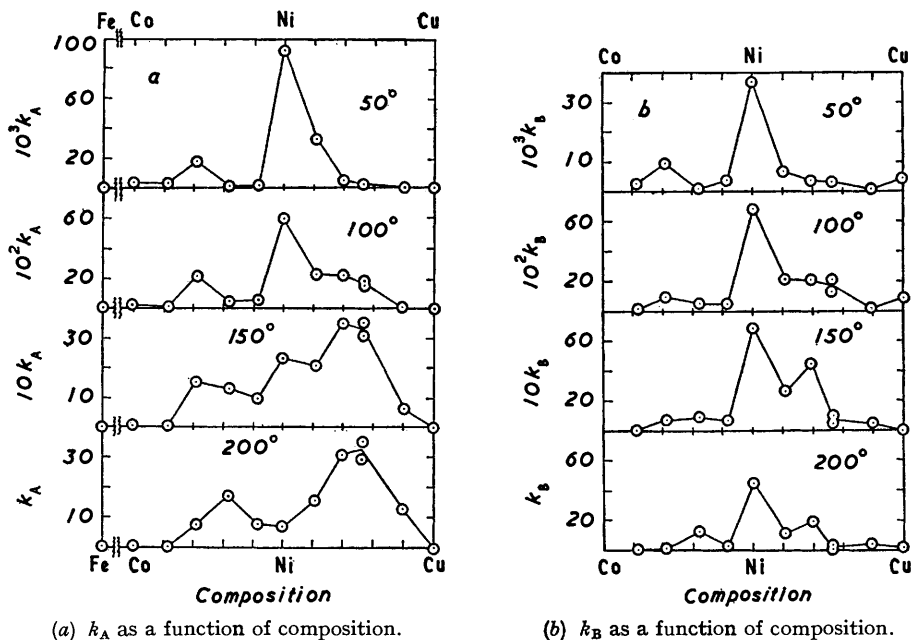 Fe Co Ni Cu
100
60
20
10³k_A
a
50°
60
20
10²k_A
100°
30
10
10k_A
150°
30
10
k_A
200°
Fe Co Ni Cu
Composition
(a) k_A as a function of composition.
Co Ni Cu
30
10
10³k_B
b
50°
60
20
10²k_B
100°
60
20
10k_B
150°
60
20
k_B
200°
Co Ni Cu
Composition
(b) k_B as a function of composition.